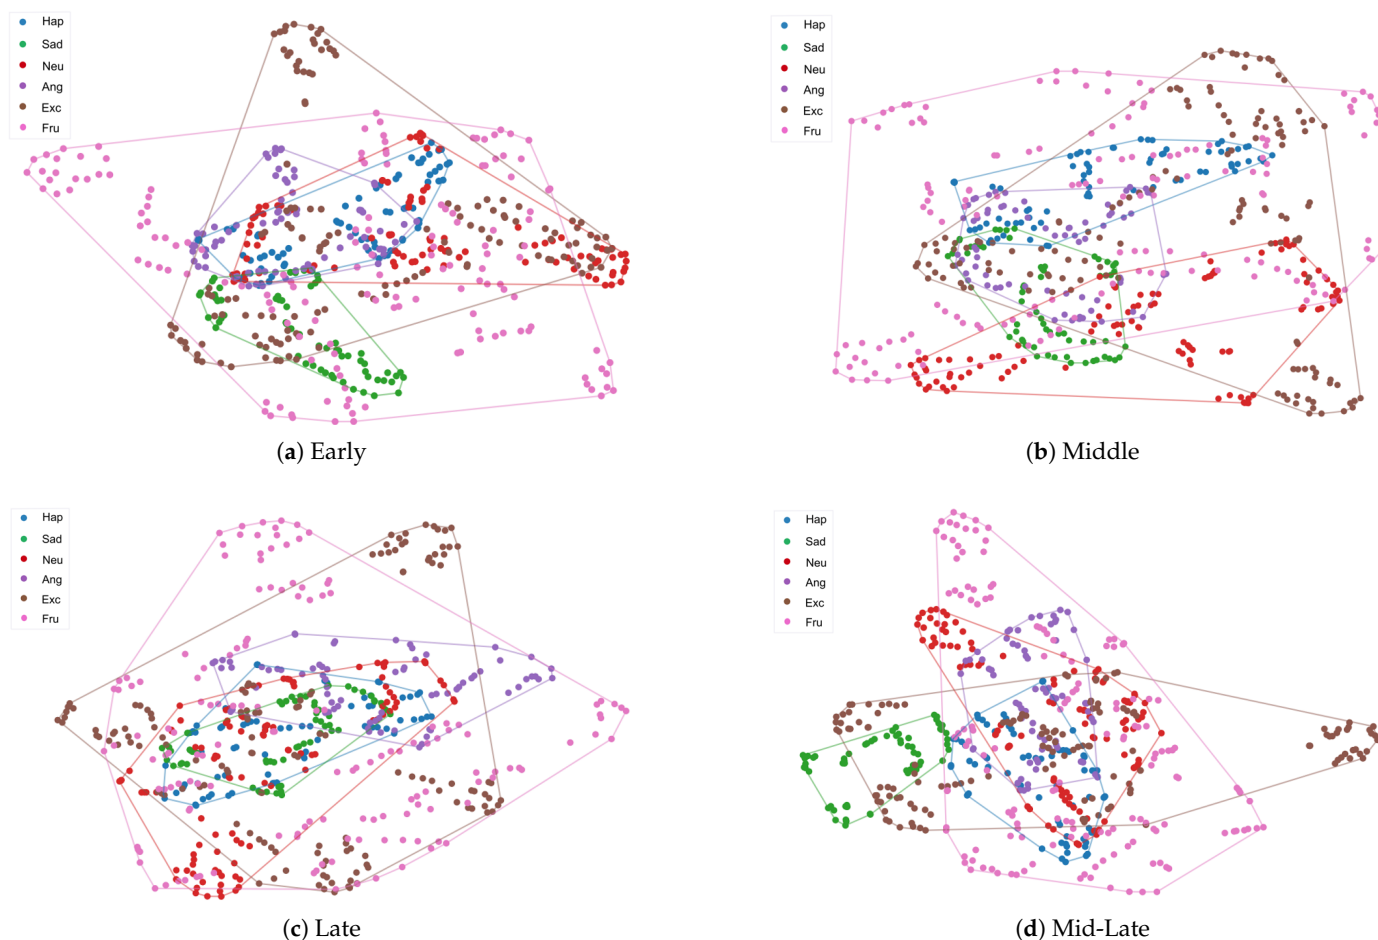 Hap
Sad
Neu
Ang
Exc
Fru
(a) Early
Hap
Sad
Neu
Ang
Exc
Fru
(b) Middle
Hap
Sad
Neu
Ang
Exc
Fru
(c) Late
Hap
Sad
Neu
Ang
Exc
Fru
(d) Mid-Late